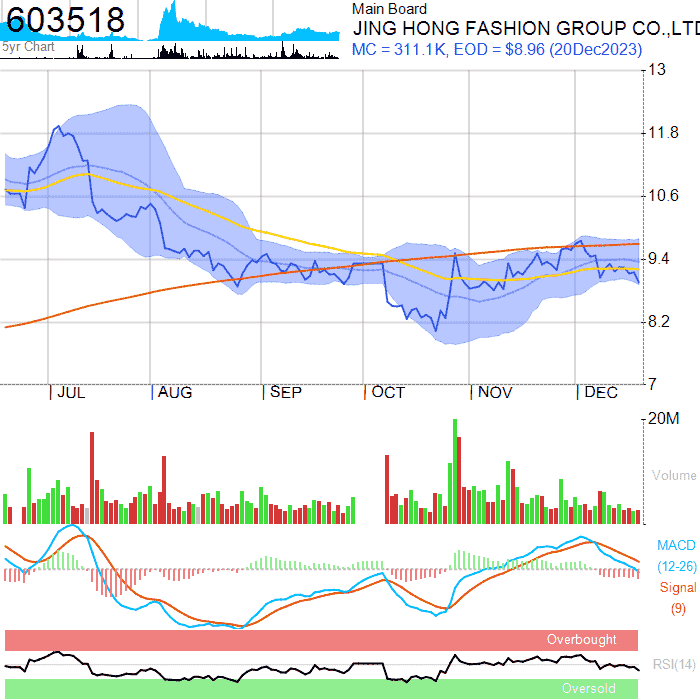 603518
5yr Chart
Main Board
JING HONG FASHION GROUP CO.,LTD
MC = 311.1K, EOD = $8.96 (20Dec2023)
13
11.8
10.6
9.4
8.2
7
JUL AUG SEP OCT NOV DEC
20M
Volume
MACD
(12-26)
Signal
(9)
Overbought
RSI(14)
Oversold